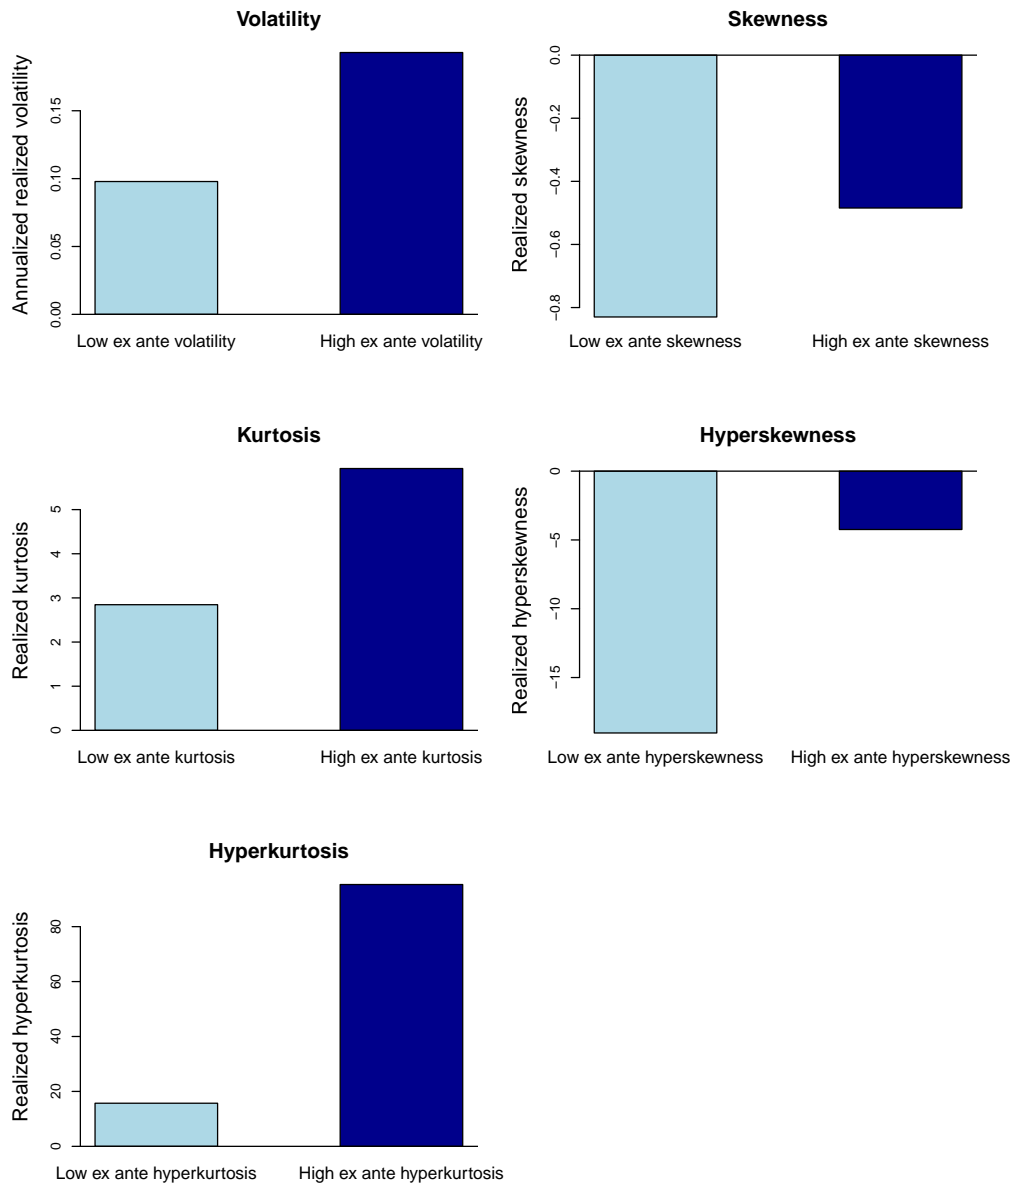 Volatility
Annualized realized volatility
0.15
0.10
0.05
0.00
Low ex ante volatility
High ex ante volatility
Skewness
Realized skewness
0.0
−0.2
−0.4
−0.6
−0.8
Low ex ante skewness
High ex ante skewness
Kurtosis
Realized kurtosis
5
4
3
2
1
0
Low ex ante kurtosis
High ex ante kurtosis
Hyperskewness
Realized hyperskewness
0
−5
−10
−15
Low ex ante hyperskewness
High ex ante hyperskewness
Hyperkurtosis
Realized hyperkurtosis
80
60
40
20
0
Low ex ante hyperkurtosis
High ex ante hyperkurtosis